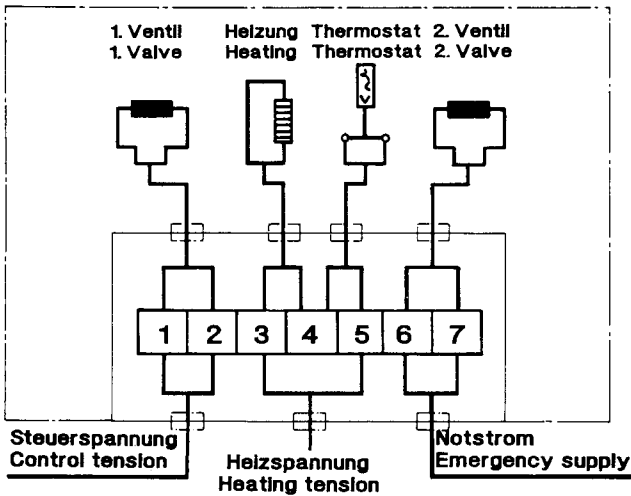 1. Ventil Heizung Thermostat 2. Ventil
1. Valve Heating Thermostat 2. Valve
1 2 3 4 5 6 7
Steuerspannung
Control tension
Heizspannung
Heating tension
Notstrom
Emergency supply